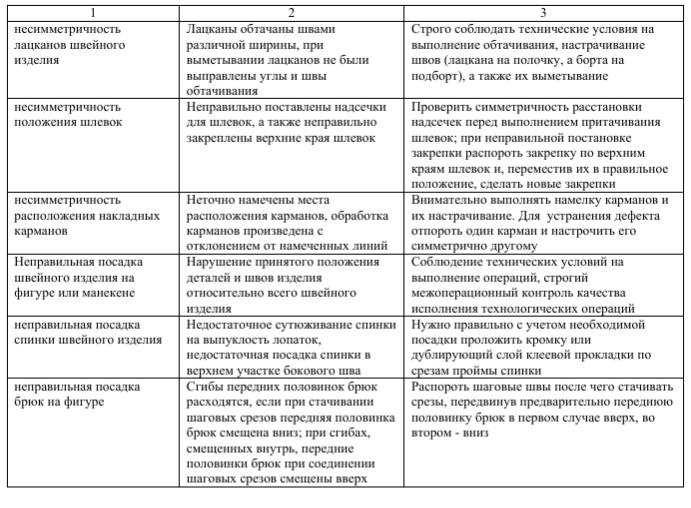 1
2
3
несимметричность
лацканов швейного
изделия
Лацканы обтачаны швами
различной ширины, при
выметывании лацканов не были
выправлены углы и швы
обтачивания
Строго соблюдать технические условия на
выполнение обтачивания, настрачивание
швов (лацкана на полочку, а борта на
подборт), а также их выметывание
несимметричность
положения шлевок
Неправильно поставлены надсечки
для шлевок, а также неправильно
закреплены верхние края шлевок
Проверить симметричность расстановки
надсечек перед выполнением притачивания
шлевок; при неправильной постановке
закрепки распороть закрепку по верхним
краям шлевок и, переместив их в правильное
положение, сделать новые закрепки
несимметричность
расположения накладных
карманов
Неточно намечены места
расположения карманов, обработка
карманов произведена с
отклонением от намеченных линий
Внимательно выполнять намелку карманов и
их настрачивание. Для устранения дефекта
отпороть один карман и настрочить его
симметрично другому
Неправильная посадка
швейного изделия на
фигуре или манекене
Нарушение принятого положения
деталей и швов изделия
относительно всего швейного
изделия
Соблюдение технических условий на
выполнение операций, строгий
межоперационный контроль качества
исполнения технологических операций
неправильная посадка
спинки швейного изделия
Недостаточное сутюживание спинки
на выпуклость лопаток,
недостаточная посадка спинки в
верхнем участке бокового шва
Нужно правильно с учетом необходимой
посадки проложить кромку или
дублирующий слой клеевой прокладки по
срезам проймы спинки
неправильная посадка
брюк на фигуре
Сгибы передних половинок брюк
расходятся, если при стачивании
шаговых срезов передняя половинка
брюк смещена вниз; при сгибах,
смещенных внутрь, передние
половинки брюк при соединении
шаговых срезов смещены вверх
Распороть шаговые швы после чего стачивать
срезы, передвинув предварительно переднюю
половинку брюк в первом случае вверх, во
втором - вниз